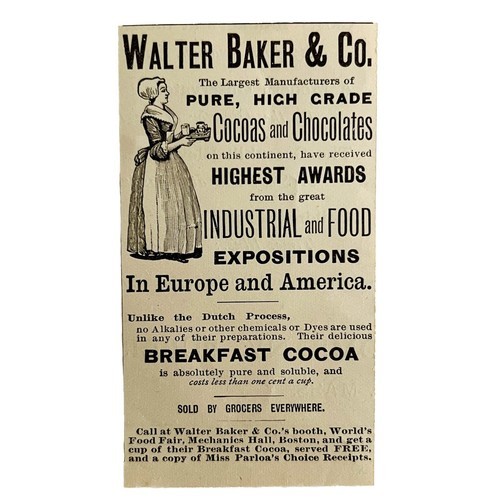 WALTER BAKER & CO.
The Largest Manufacturers of
PURE, HIGH GRADE
Cocoas and Chocolates
on this continent, have received
HIGHEST AWARDS
from the great
INDUSTRIAL and FOOD
EXPOSITIONS
In Europe and America.
Unlike the Dutch Process,
no Alkalies or other chemicals or Dyes are used
in any of their preparations. Their delicious
BREAKFAST COCOA
is absolutely pure and soluble, and
costs less than one cent a cup.
SOLD BY GROCERS EVERYWHERE.
Call at Walter Baker & Co.'s booth, World's
Food Fair, Mechanics Hall, Boston, and get a
cup of their Breakfast Cocoa, served FREE,
and a copy of Miss Parloa's Choice Receipts.